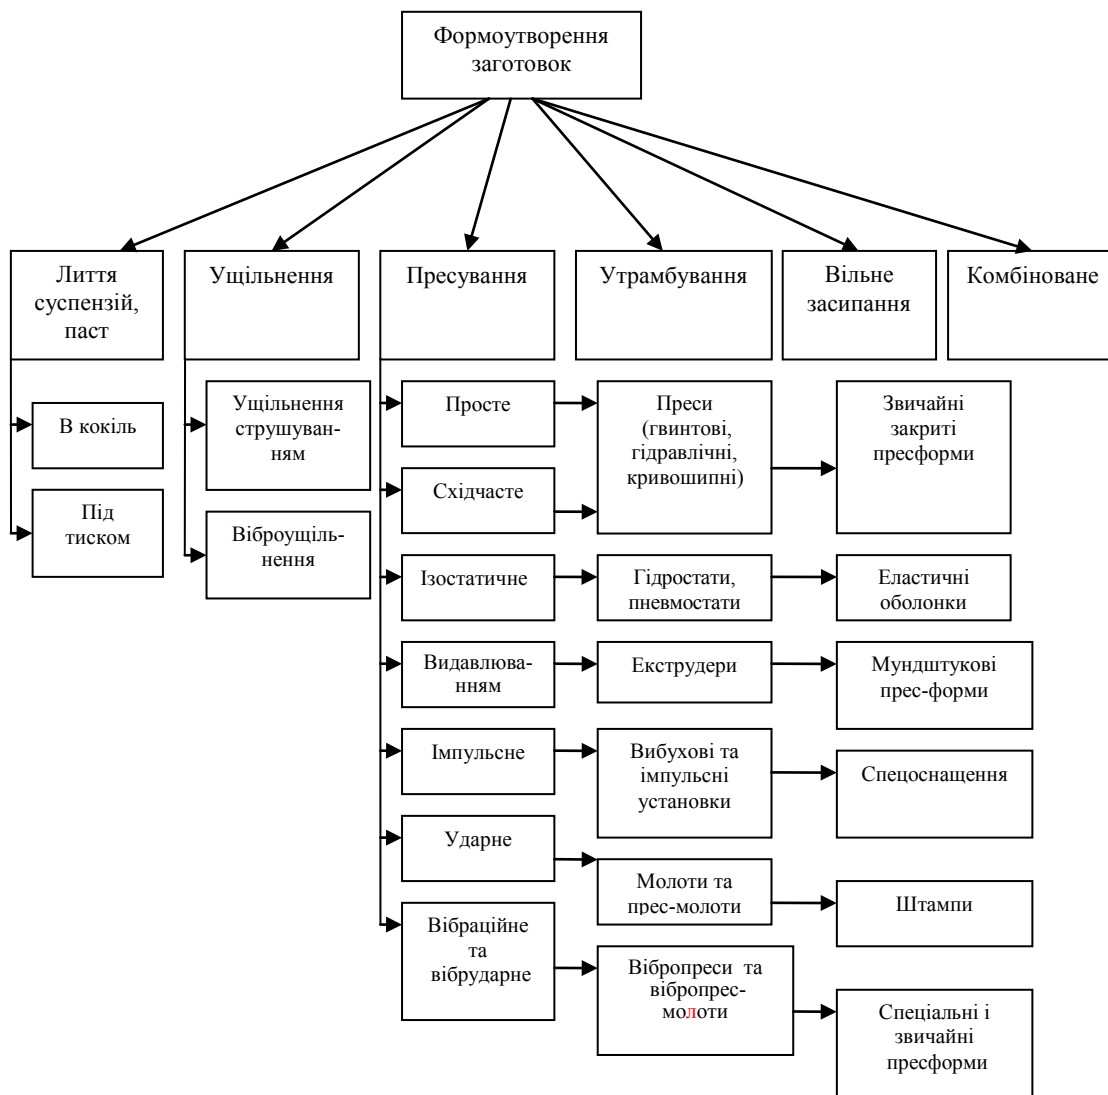 Формоутворення
заготовок
Лиття
суспензій,
паст
Ущільнення
Пресування
Утрамбування
Вільне
засипання
Комбіноване
В кокіль
Під
тиском
Ущільнення
струшуван-
ням
Віброущіль-
нення
Просте
Преси
(гвинтові,
гідравлічні,
кривошипні)
Звичайні
закриті
пресформи
Східчасте
Ізостатичне
Гідростати,
пневмостати
Еластичні
оболонки
Видавлюва-
нням
Екструдери
Мундштукові
прес-форми
Імпульсне
Вибухові та
імпульсні
установки
Спецоснащення
Ударне
Молоти та
прес-молоти
Штампи
Вібраційне
та
вібрударне
Вібропреси та
вібропрес-
молоти
Спеціальні і
звичайні
пресформи